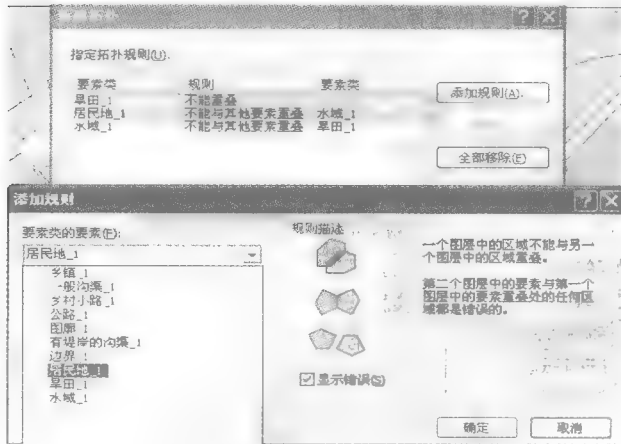 指定拓扑规则(U).
要素类 规则 要素类
旱田_1 不能重叠
居民地_1 不能与其他要素重叠 水域_1
水域_1 不能与其他要素重叠 旱田_1
添加规则(A).
全部移除(E)
添加规则
要素类的要素(F):
居民地_1
乡镇_1
一般沟渠_1
乡村小路_1
公路_1
图廓_1
有堤岸的沟渠_1
边界_1
居民地_1
旱田_1
水域_1
规则描述
一个图层中的区域不能与另一
个图层中的区域重叠。
第二个图层中的要素与第一个
图层中的要素重叠处的任何区
域都是错误的。
显示错误(S)
确定 取消